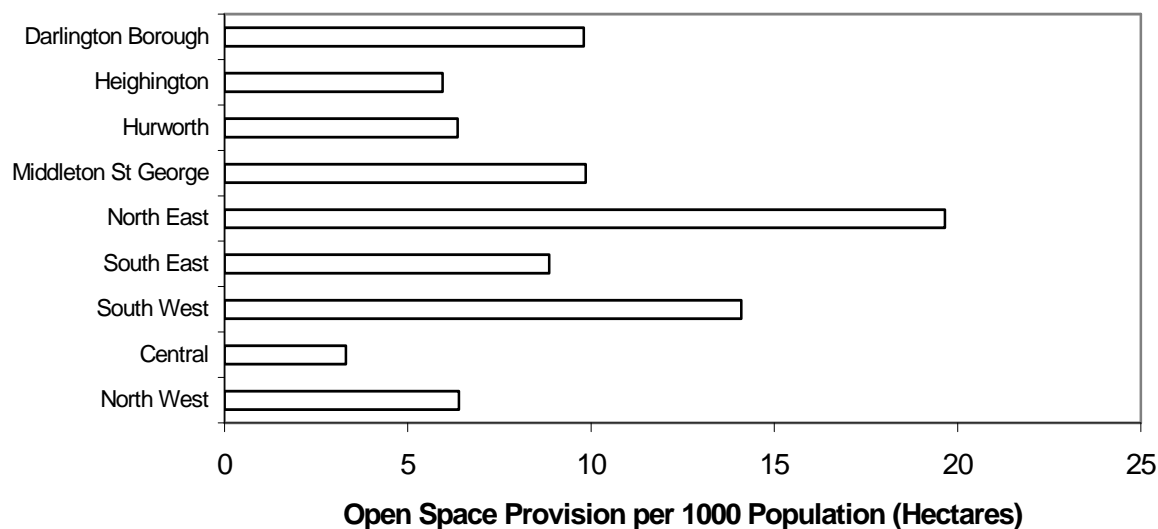 Darlington Borough
Heighington
Hurworth
Middleton St George
North East
South East
South West
Central
North West
0 5 10 15 20 25
Open Space Provision per 1000 Population (Hectares)